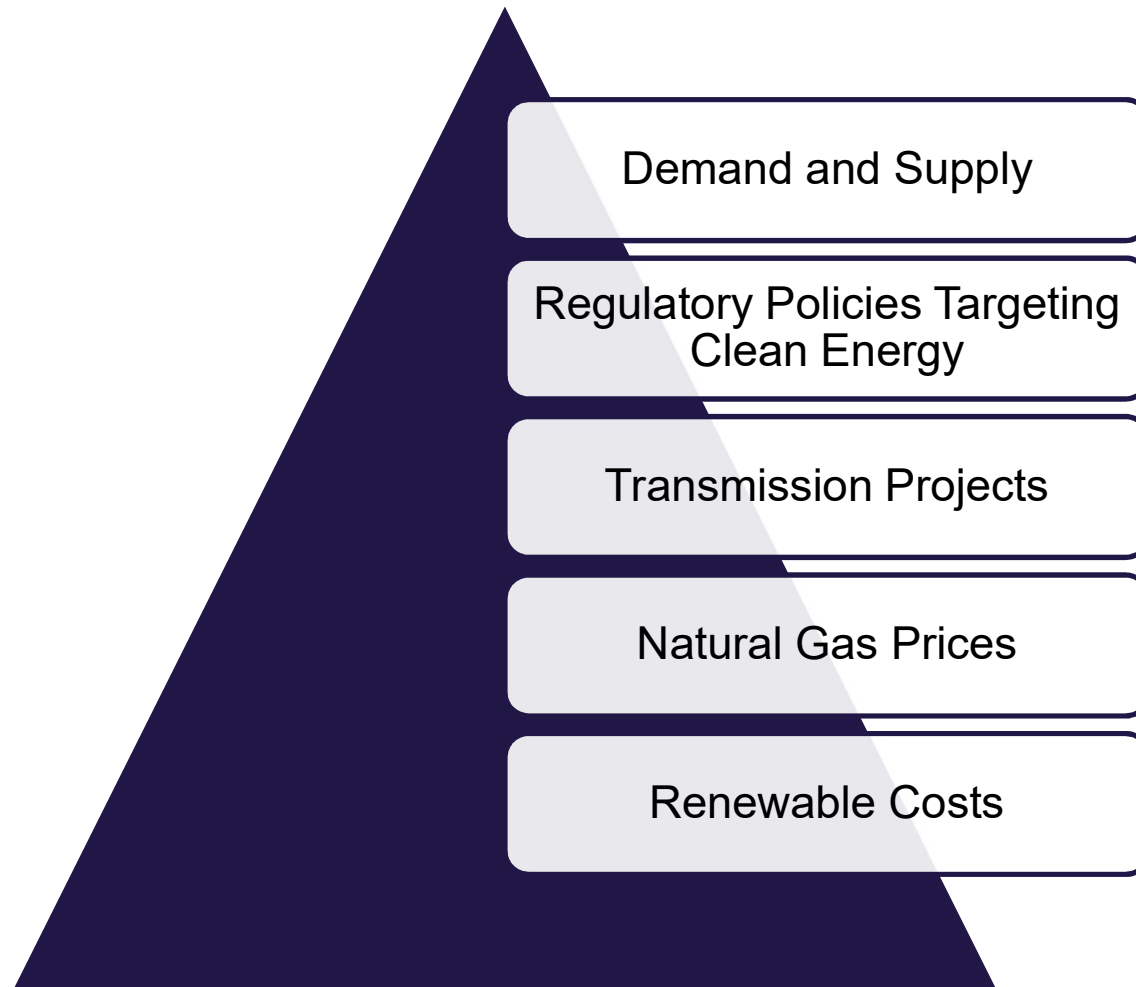 Demand and Supply
Regulatory Policies Targeting
Clean Energy
Transmission Projects
Natural Gas Prices
Renewable Costs